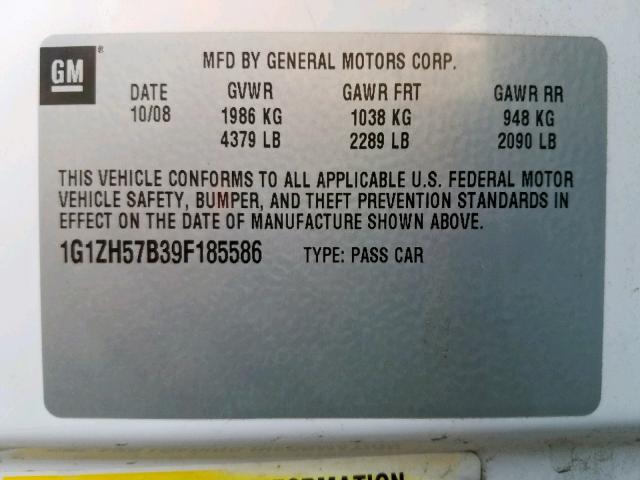 GM®
MFD BY GENERAL MOTORS CORP.
DATE GVWR GAWR FRT GAWR RR
10/08 1986 KG 1038 KG 948 KG
4379 LB 2289 LB 2090 LB
THIS VEHICLE CONFORMS TO ALL APPLICABLE U.S. FEDERAL MOTOR
VEHICLE SAFETY, BUMPER, AND THEFT PREVENTION STANDARDS IN
EFFECT ON THE DATE OF MANUFACTURE SHOWN ABOVE.
1G1ZH57B39F185586 TYPE: PASS CAR
INFORMATION